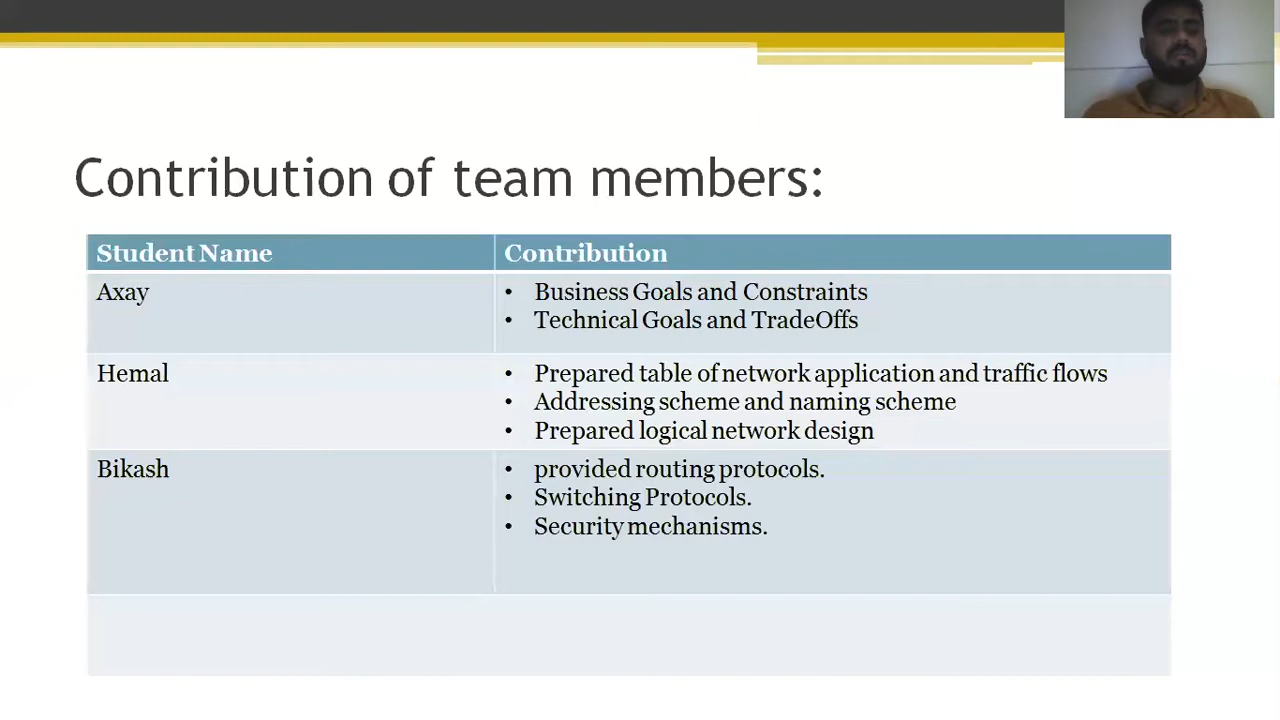 Contribution of team members:
Student Name
Contribution
Axay
• Business Goals and Constraints
• Technical Goals and TradeOffs
Hemal
• Prepared table of network application and traffic flows
• Addressing scheme and naming scheme
• Prepared logical network design
Bikash
• provided routing protocols.
• Switching Protocols.
• Security mechanisms.